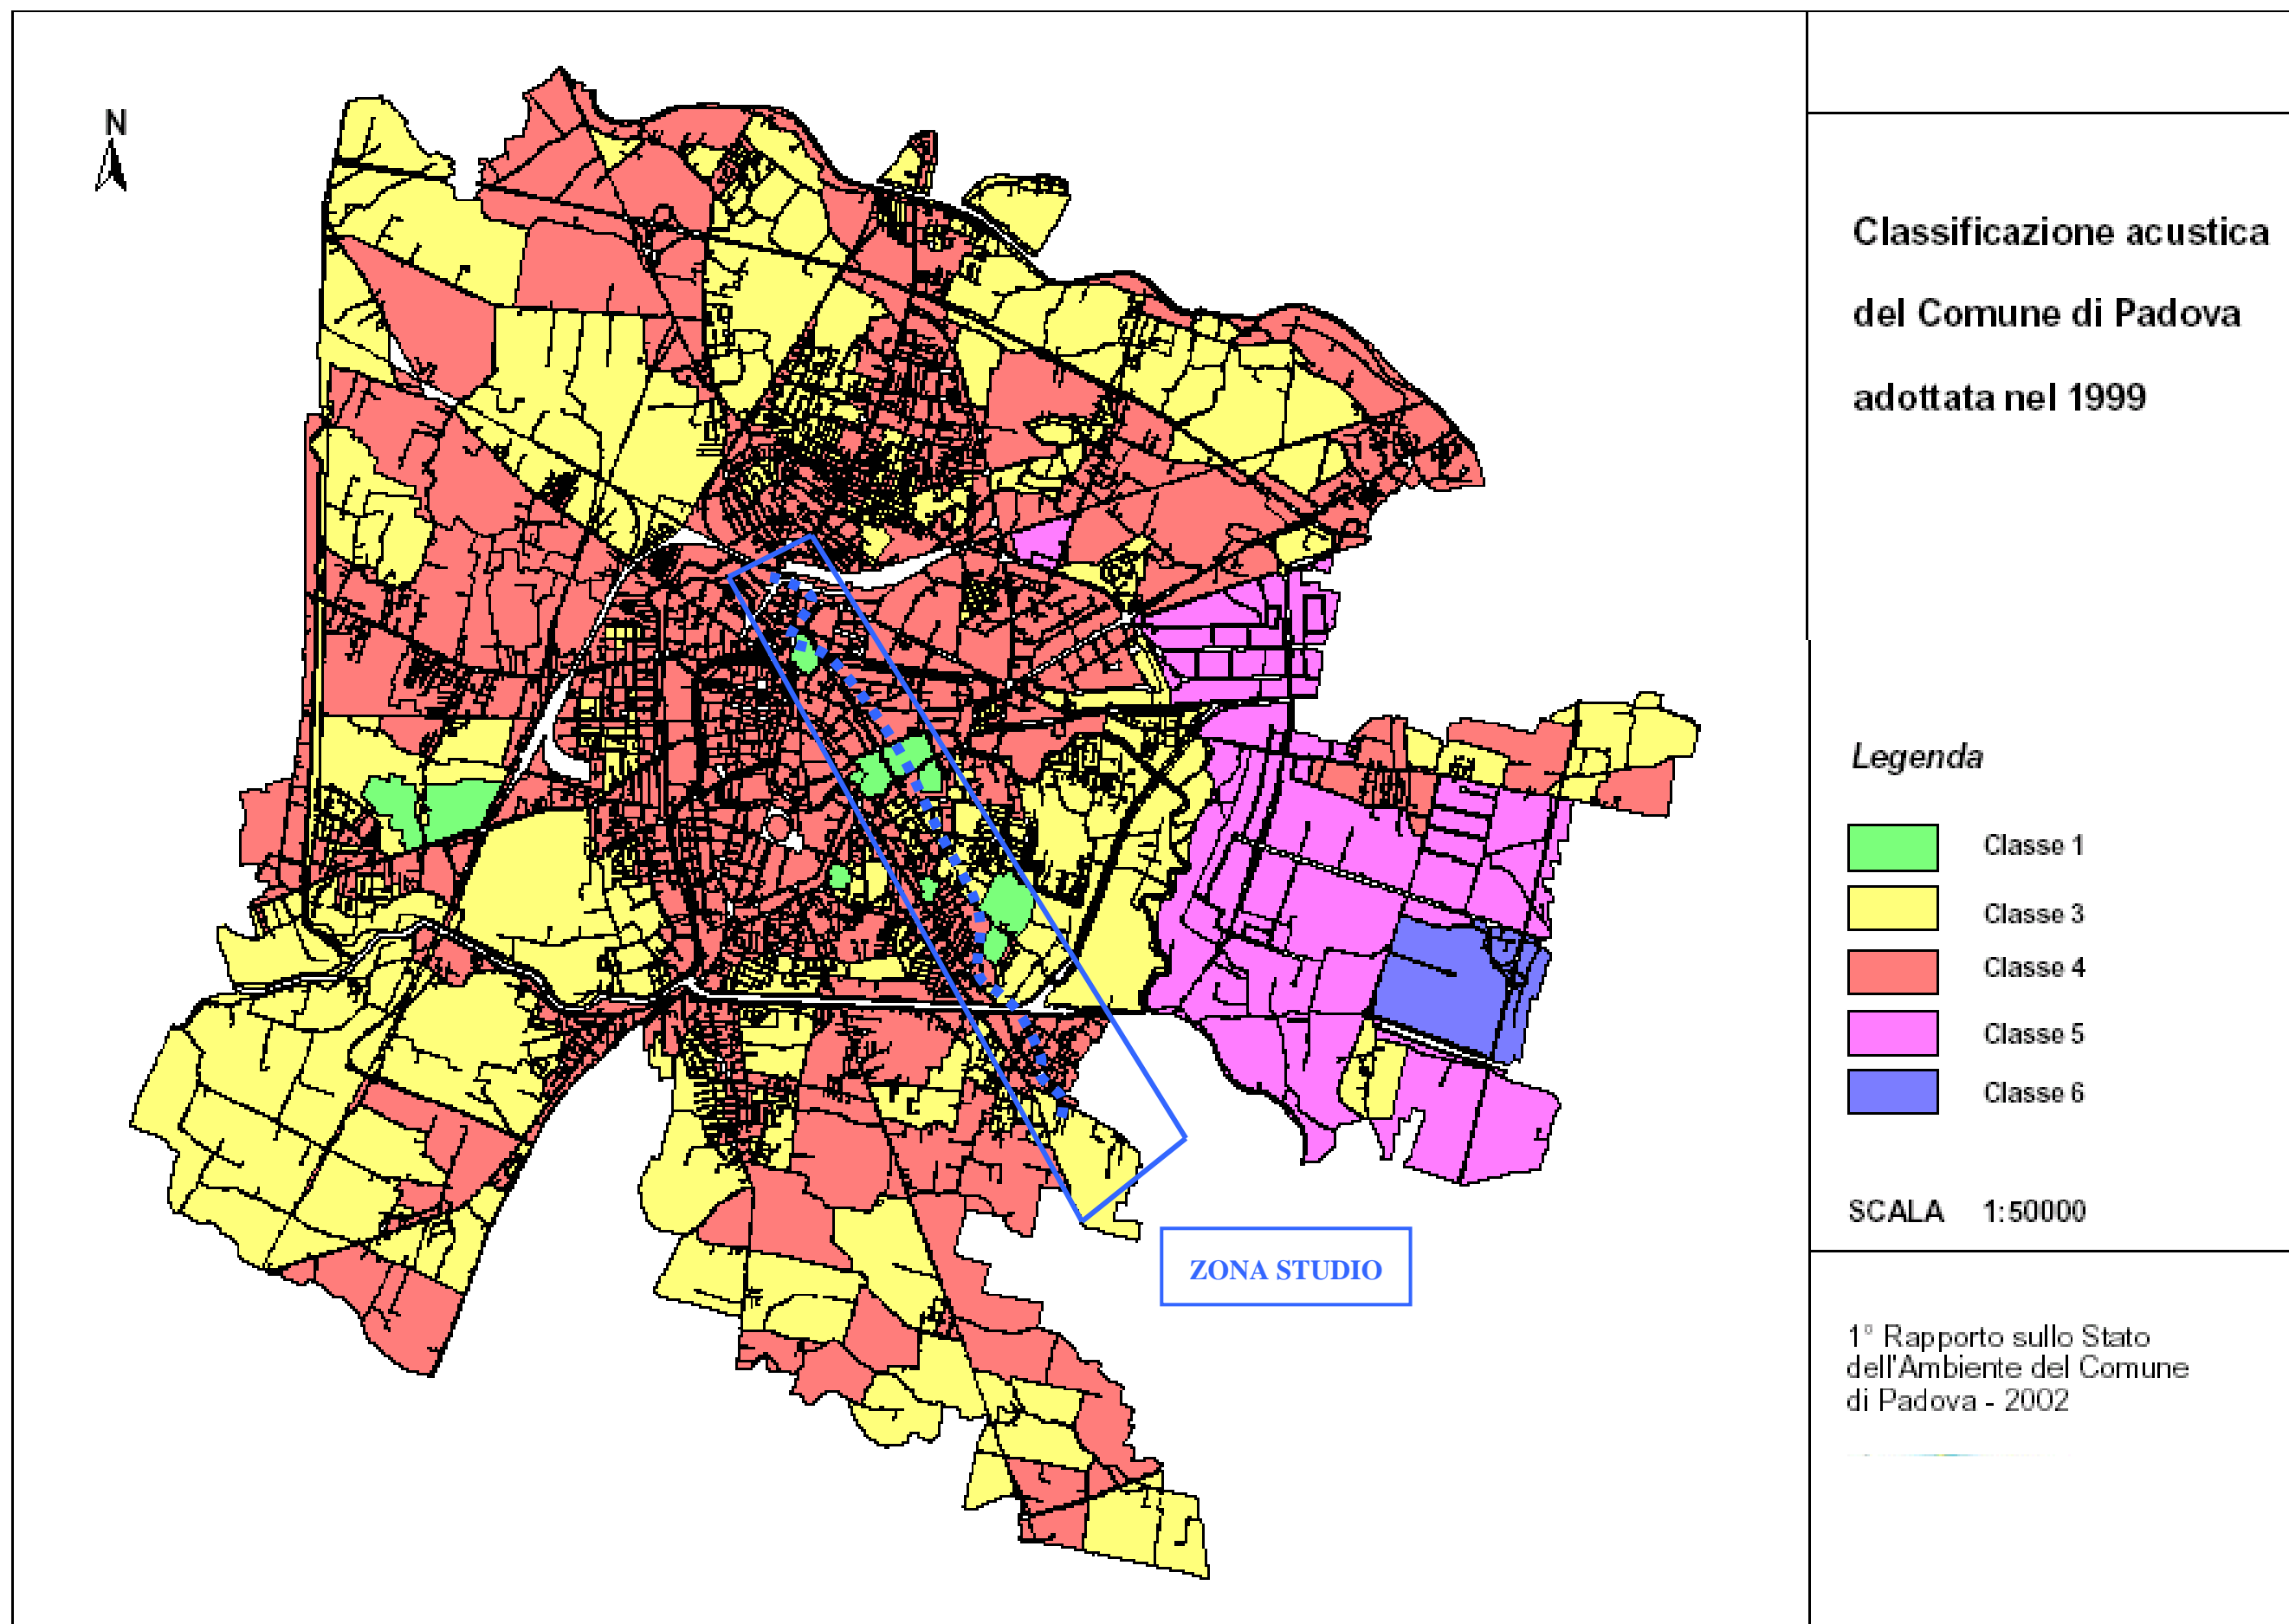 N
Classificazione acustica
del Comune di Padova
adottata nel 1999
Legenda
Classe 1
Classe 3
Classe 4
Classe 5
Classe 6
SCALA 1:50000
ZONA STUDIO
1° Rapporto sullo Stato
dell'Ambiente del Comune
di Padova - 2002